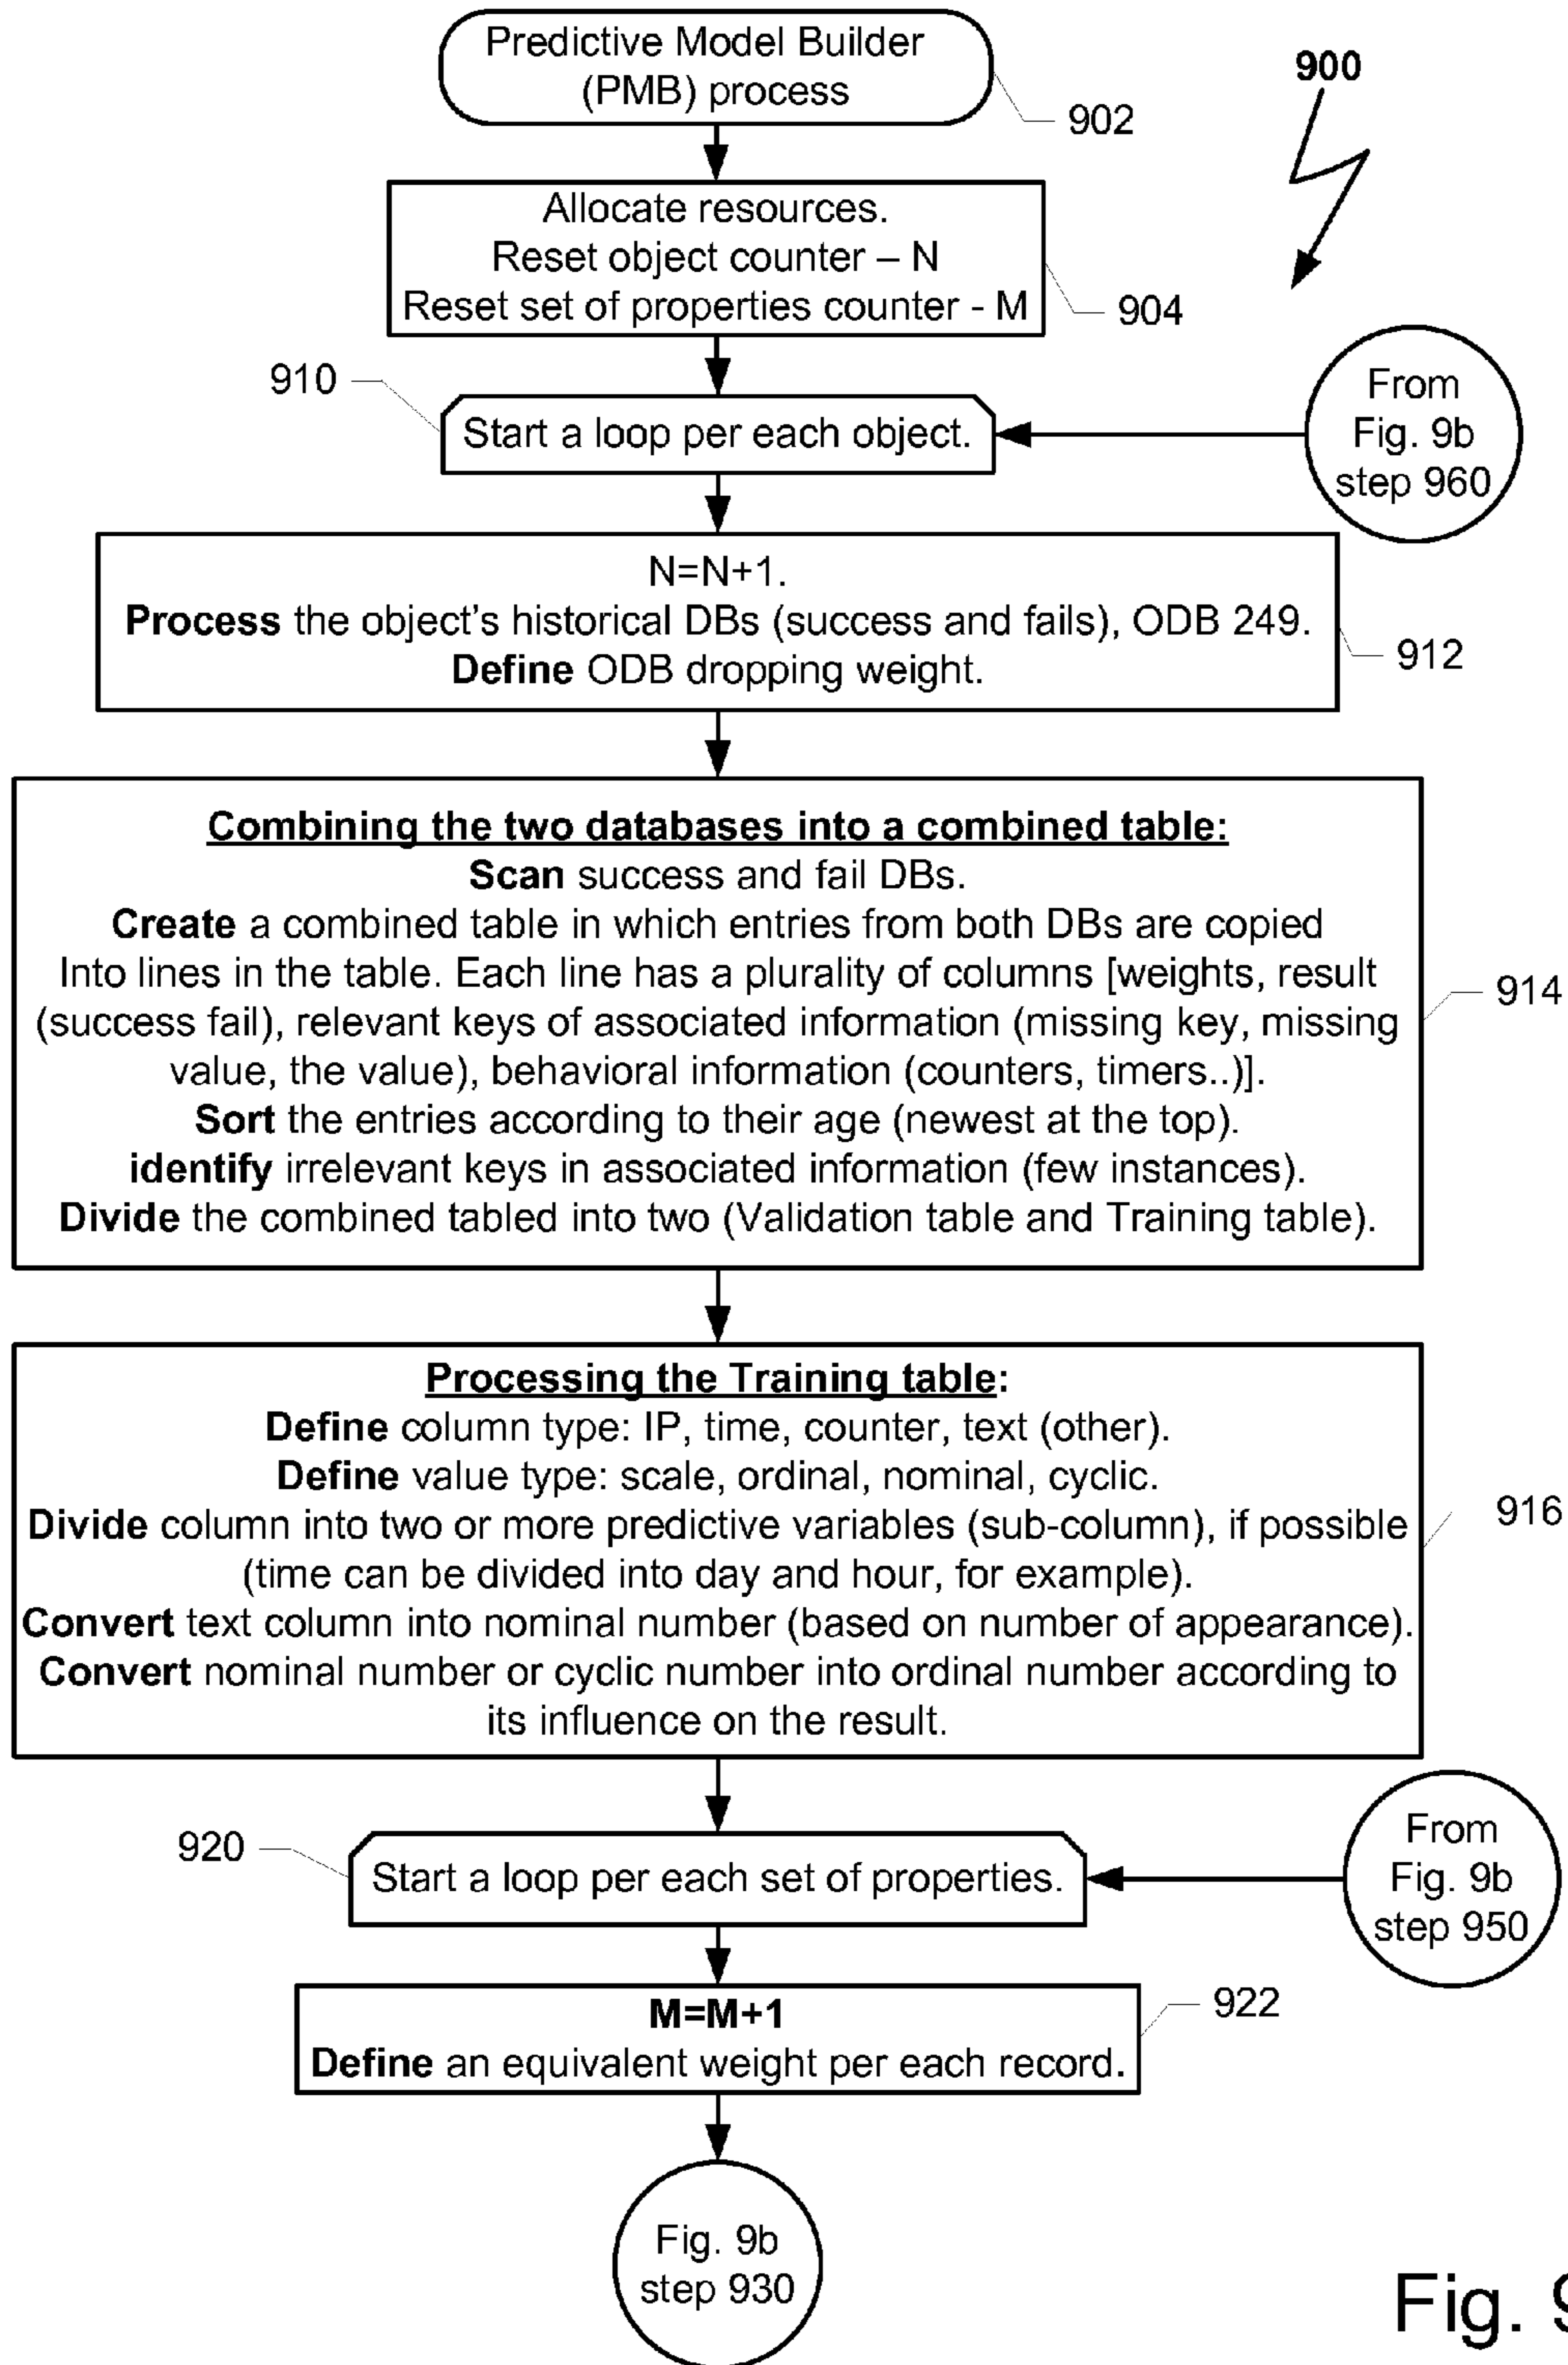 Predictive Model Builder
(PMB) process
900
902
Allocate resources.
Reset object counter – N
Reset set of properties counter - M
904
910
Start a loop per each object.
From
Fig. 9b
step 960
N=N+1.
Process the object's historical DBs (success and fails), ODB 249.
Define ODB dropping weight.
912
Combining the two databases into a combined table:
Scan success and fail DBs.
Create a combined table in which entries from both DBs are copied
Into lines in the table. Each line has a plurality of columns [weights, result
(success fail), relevant keys of associated information (missing key, missing
value, the value), behavioral information (counters, timers..)].
Sort the entries according to their age (newest at the top).
identify irrelevant keys in associated information (few instances).
Divide the combined tabled into two (Validation table and Training table).
914
Processing the Training table:
Define column type: IP, time, counter, text (other).
Define value type: scale, ordinal, nominal, cyclic.
Divide column into two or more predictive variables (sub-column), if possible
(time can be divided into day and hour, for example).
Convert text column into nominal number (based on number of appearance).
Convert nominal number or cyclic number into ordinal number according to
its influence on the result.
916
920
Start a loop per each set of properties.
From
Fig. 9b
step 950
M=M+1
Define an equivalent weight per each record.
922
Fig. 9b
step 930
Fig.